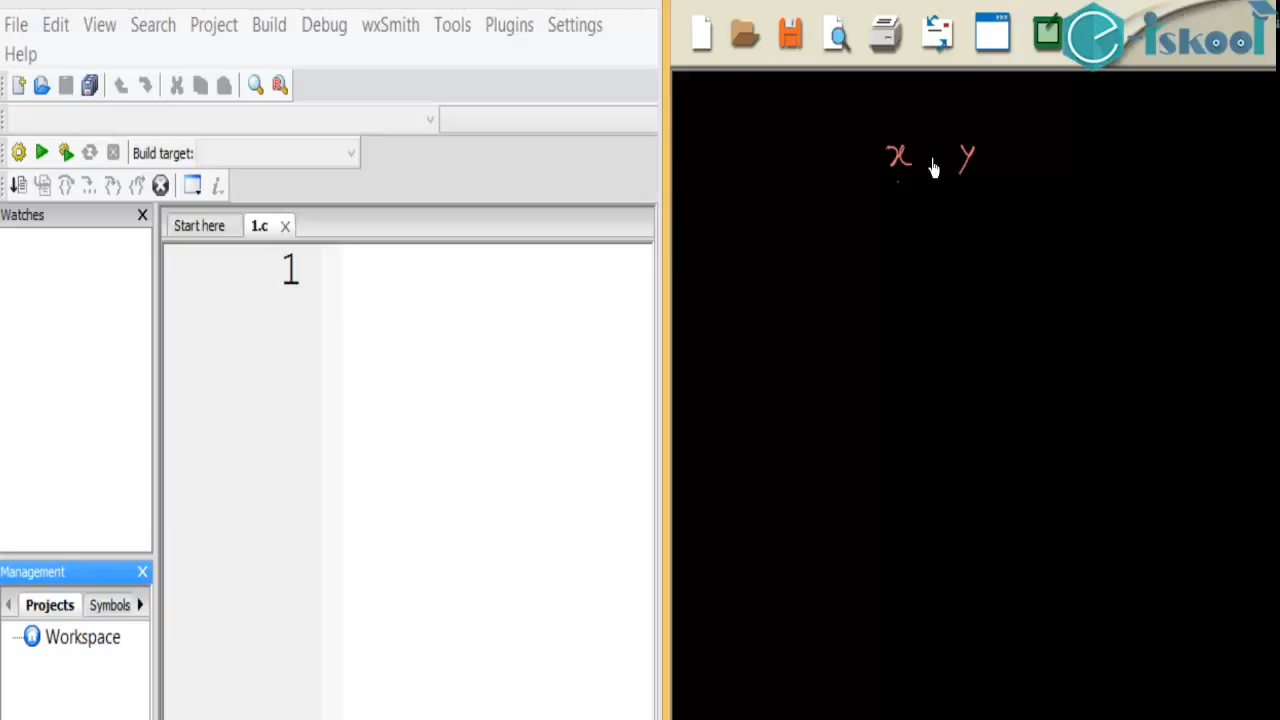 File Edit View Search Project Build Debug wxSmith Tools Plugins Settings
Help
Build target:
Watches X
Start here 1.c
1
Management X
Projects Symbols
Workspace
e-iskool
x y